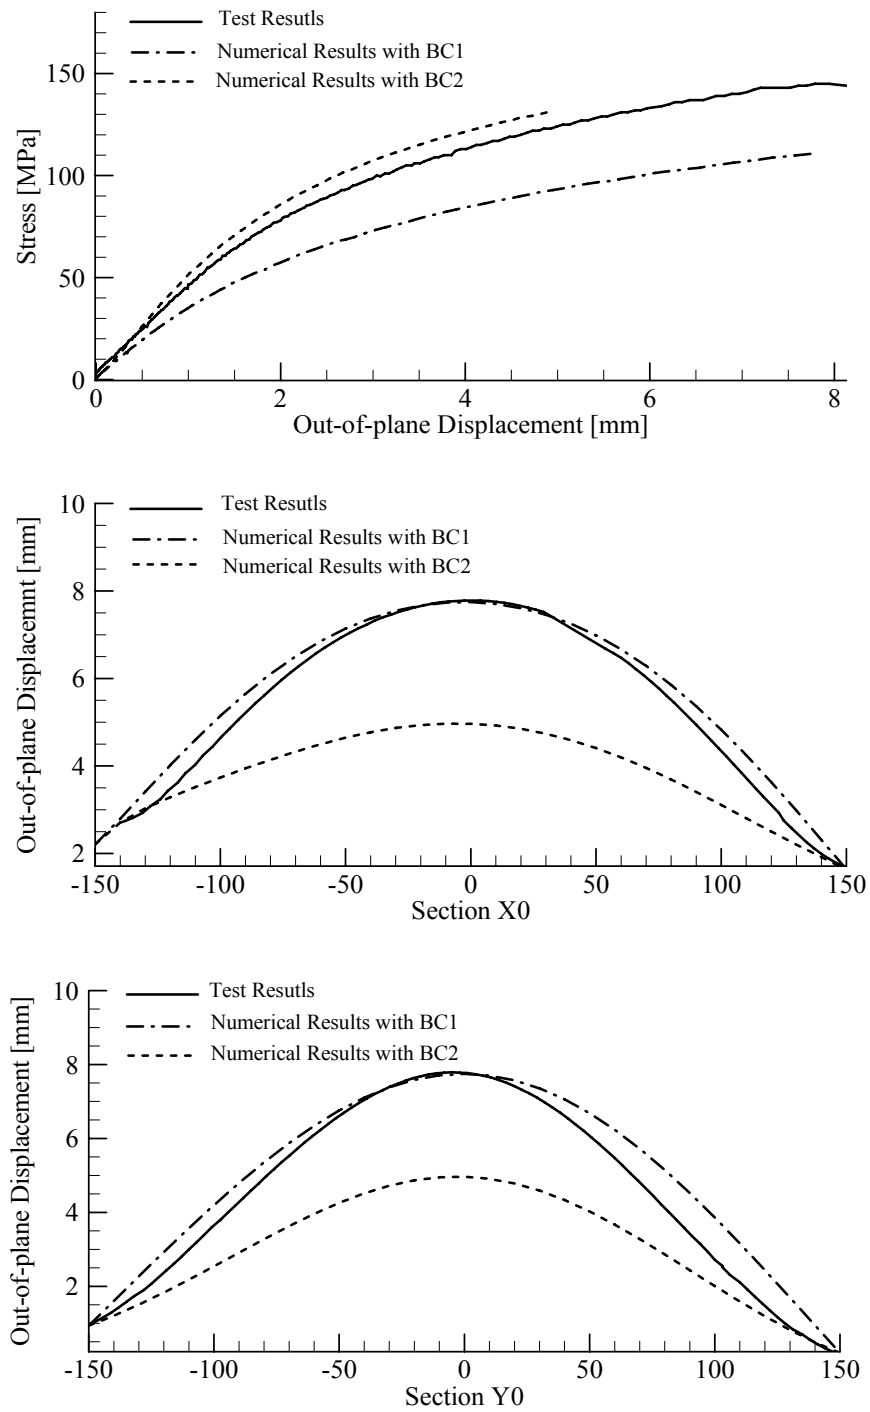 Test Resutls
Numerical Results with BC1
Numerical Results with BC2
150
100
50
0
Stress [MPa]
0 2 4 6 8
Out-of-plane Displacement [mm]
Test Resutls
Numerical Results with BC1
Numerical Results with BC2
10
8
6
4
2
Out-of-plane Displacemnt [mm]
-150 -100 -50 0 50 100 150
Section X0
Test Resutls
Numerical Results with BC1
Numerical Results with BC2
10
8
6
4
2
Out-of-plane Displacement [mm]
-150 -100 -50 0 50 100 150
Section Y0